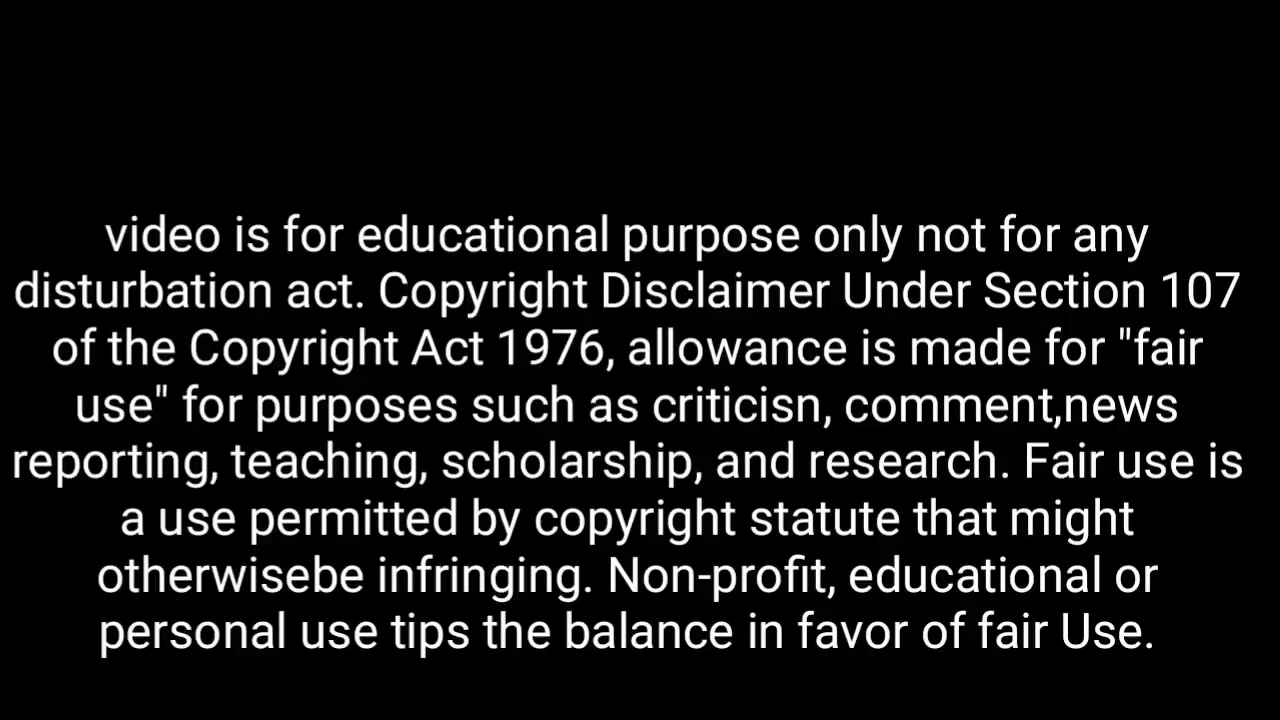 video is for educational purpose only not for any
disturbation act. Copyright Disclaimer Under Section 107
of the Copyright Act 1976, allowance is made for "fair
use" for purposes such as criticisn, comment,news
reporting, teaching, scholarship, and research. Fair use is
a use permitted by copyright statute that might
otherwisebe infringing. Non-profit, educational or
personal use tips the balance in favor of fair Use.